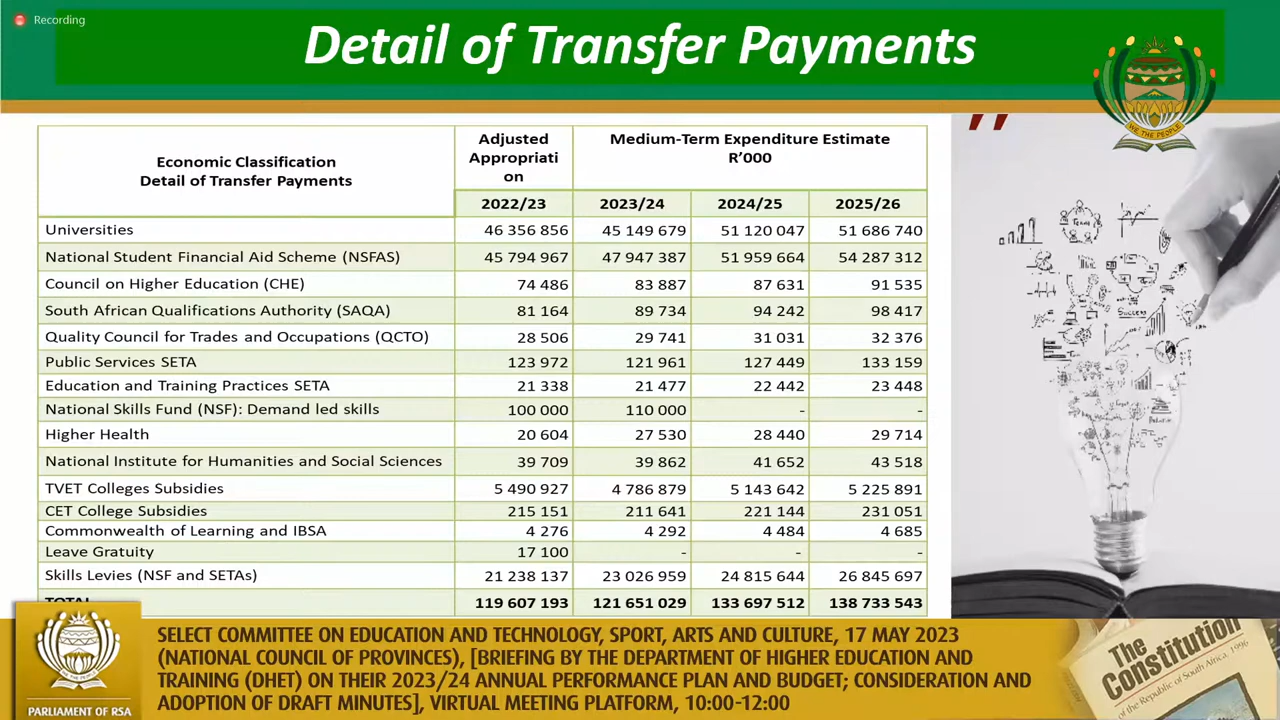 Recording
Detail of Transfer Payments
WE THE PEOPLE
Economic Classification
Detail of Transfer Payments
Adjusted
Appropriati
on
Medium-Term Expenditure Estimate
R’000
2022/23 2023/24 2024/25 2025/26
Universities 46 356 856 45 149 679 51 120 047 51 686 740
National Student Financial Aid Scheme (NSFAS) 45 794 967 47 947 387 51 959 664 54 287 312
Council on Higher Education (CHE) 74 486 83 887 87 631 91 535
South African Qualifications Authority (SAQA) 81 164 89 734 94 242 98 417
Quality Council for Trades and Occupations (QCTO) 28 506 29 741 31 031 32 376
Public Services SETA 123 972 121 961 127 449 133 159
Education and Training Practices SETA 21 338 21 477 22 442 23 448
National Skills Fund (NSF): Demand led skills 100 000 110 000 - -
Higher Health 20 604 27 530 28 440 29 714
National Institute for Humanities and Social Sciences 39 709 39 862 41 652 43 518
TVET Colleges Subsidies 5 490 927 4 786 879 5 143 642 5 225 891
CET College Subsidies 215 151 211 641 221 144 231 051
Commonwealth of Learning and IBSA 4 276 4 292 4 484 4 685
Leave Gratuity 17 100 - - -
Skills Levies (NSF and SETAs) 21 238 137 23 026 959 24 815 644 26 845 697
TOTAL 119 607 193 121 651 029 133 697 512 138 733 543
Team
Success
SELECT COMMITTEE ON EDUCATION AND TECHNOLOGY, SPORT, ARTS AND CULTURE, 17 MAY 2023
(NATIONAL COUNCIL OF PROVINCES), [BRIEFING BY THE DEPARTMENT OF HIGHER EDUCATION AND
TRAINING (DHET) ON THEIR 2023/24 ANNUAL PERFORMANCE PLAN AND BUDGET; CONSIDERATION AND
ADOPTION OF DRAFT MINUTES], VIRTUAL MEETING PLATFORM, 10:00-12:00
PARLIAMENT OF RSA
The
Constitution
of the Republic of South Africa, 1996